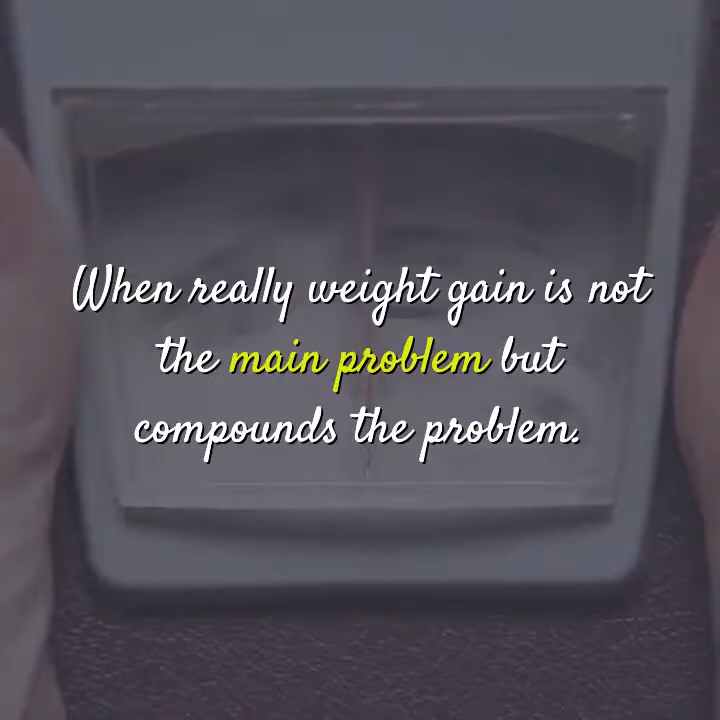 When really weight gain is not
the main problem but
compounds the problem.